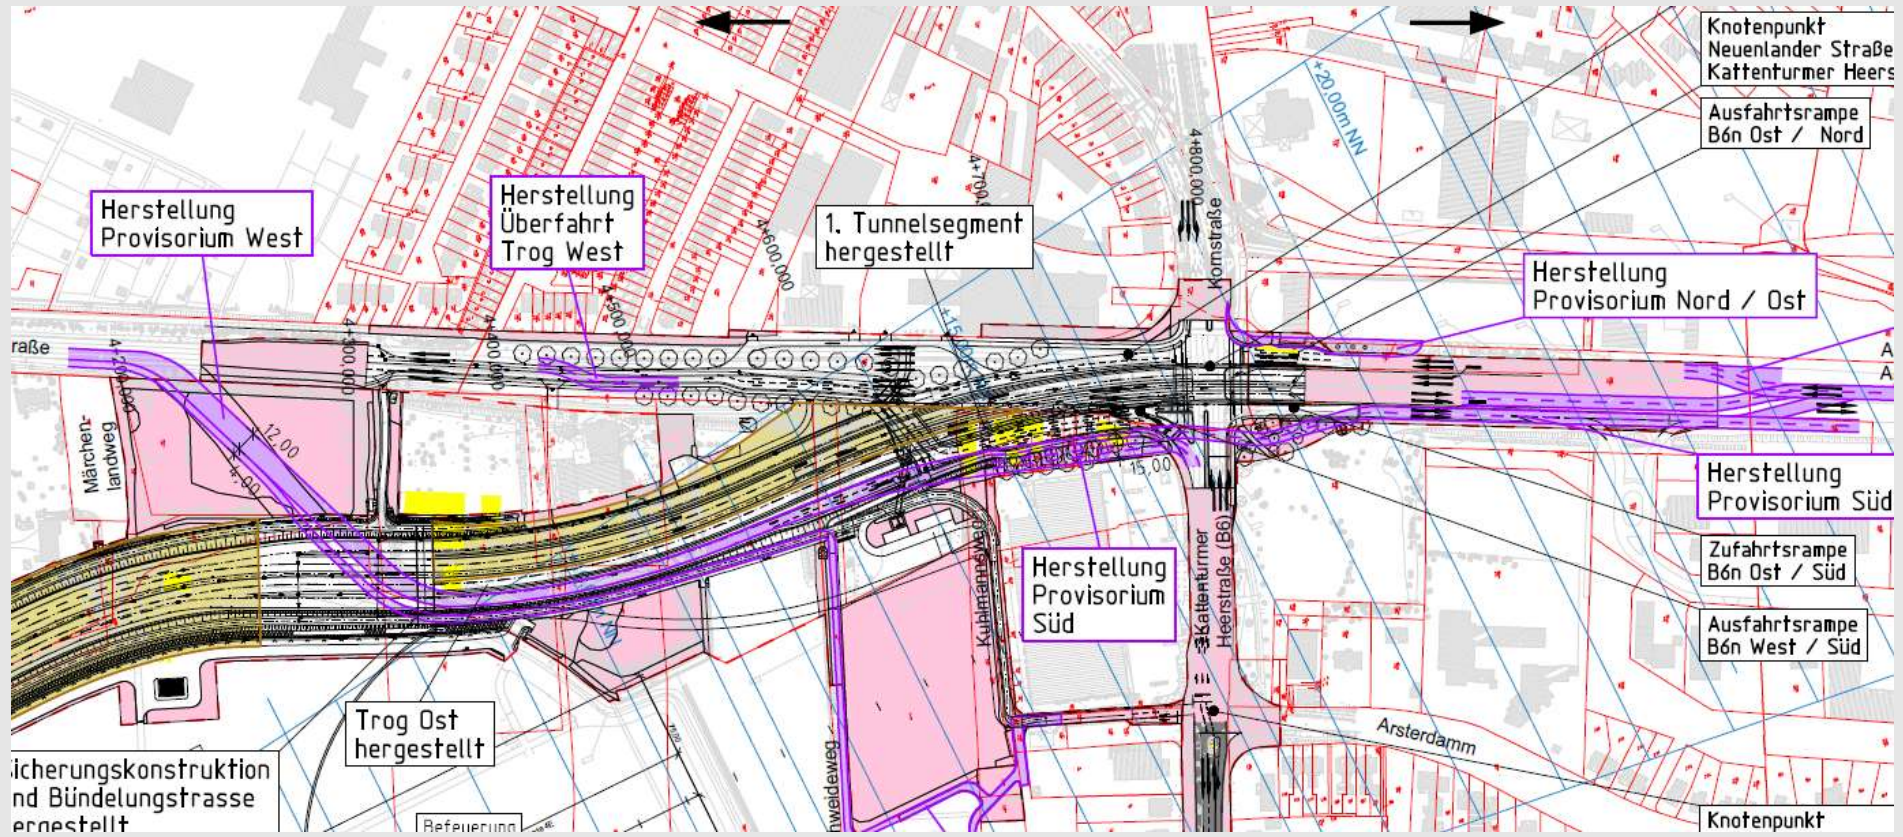 Knotenpunkt
Neuenlander Straße
Kattenturmer Heers
Ausfahrtsrampe
B6n Ost / Nord
+20.00m NN
4+800.000
4+700.
Kornstraße
Herstellung
Provisorium West
Herstellung
Überfahrt
Trog West
4+600.000
1. Tunnelsegment
hergestellt
Herstellung
Provisorium Nord / Ost
4+500.000
4+400.000
4+300.000
4+200.000
raße
A
A
Märchen-
landweg
12,00
4,00
15,00
Herstellung
Provisorium Süd
Kuhlmannweg
Herstellung
Provisorium
Süd
Kattenturmer
Heerstraße (B6)
Zufahrtsrampe
B6n Ost / Süd
Ausfahrtsrampe
B6n West / Süd
NN
Trog Ost
hergestellt
Arsterdamm
icherungskonstruktion
nd Bündelungstrasse
ergestellt
Befeuerung
nweideweg
Knotenpunkt